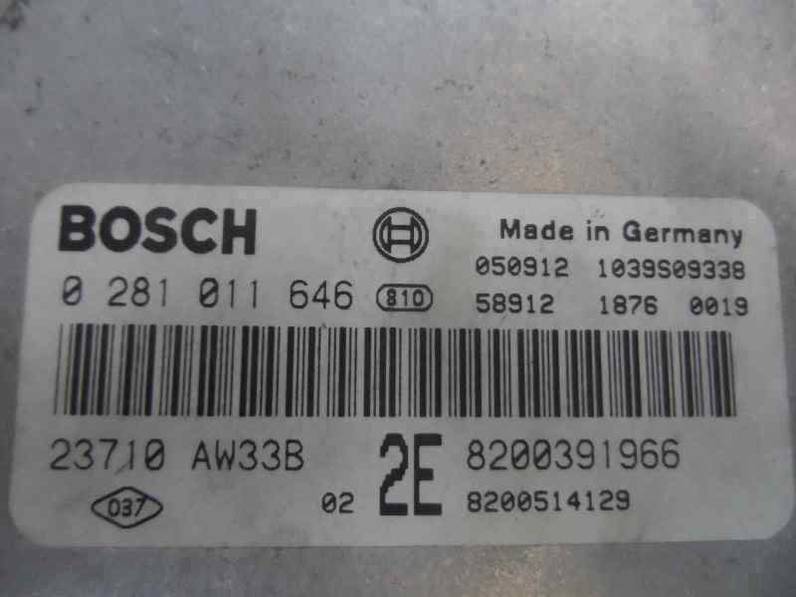 BOSCH
Made in Germany
050912 1039S09338
0 281 011 646 810
58912 1876 0019
23710 AW33B 2E 8200391966
037 02 8200514129